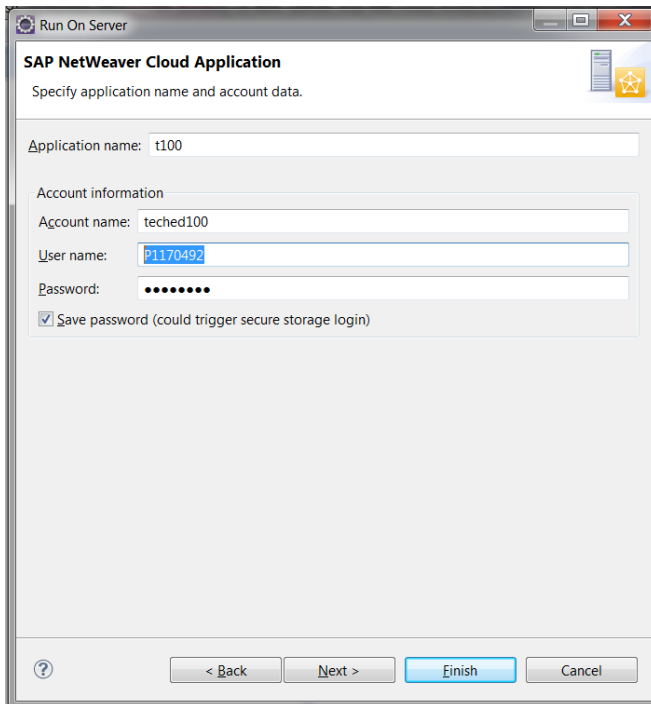 Run On Server
SAP NetWeaver Cloud Application
Specify application name and account data.
Application name: t100
Account information
Account name: teched100
User name: P1170492
Password: ●●●●●●●●
Save password (could trigger secure storage login)
? < Back Next > Finish Cancel